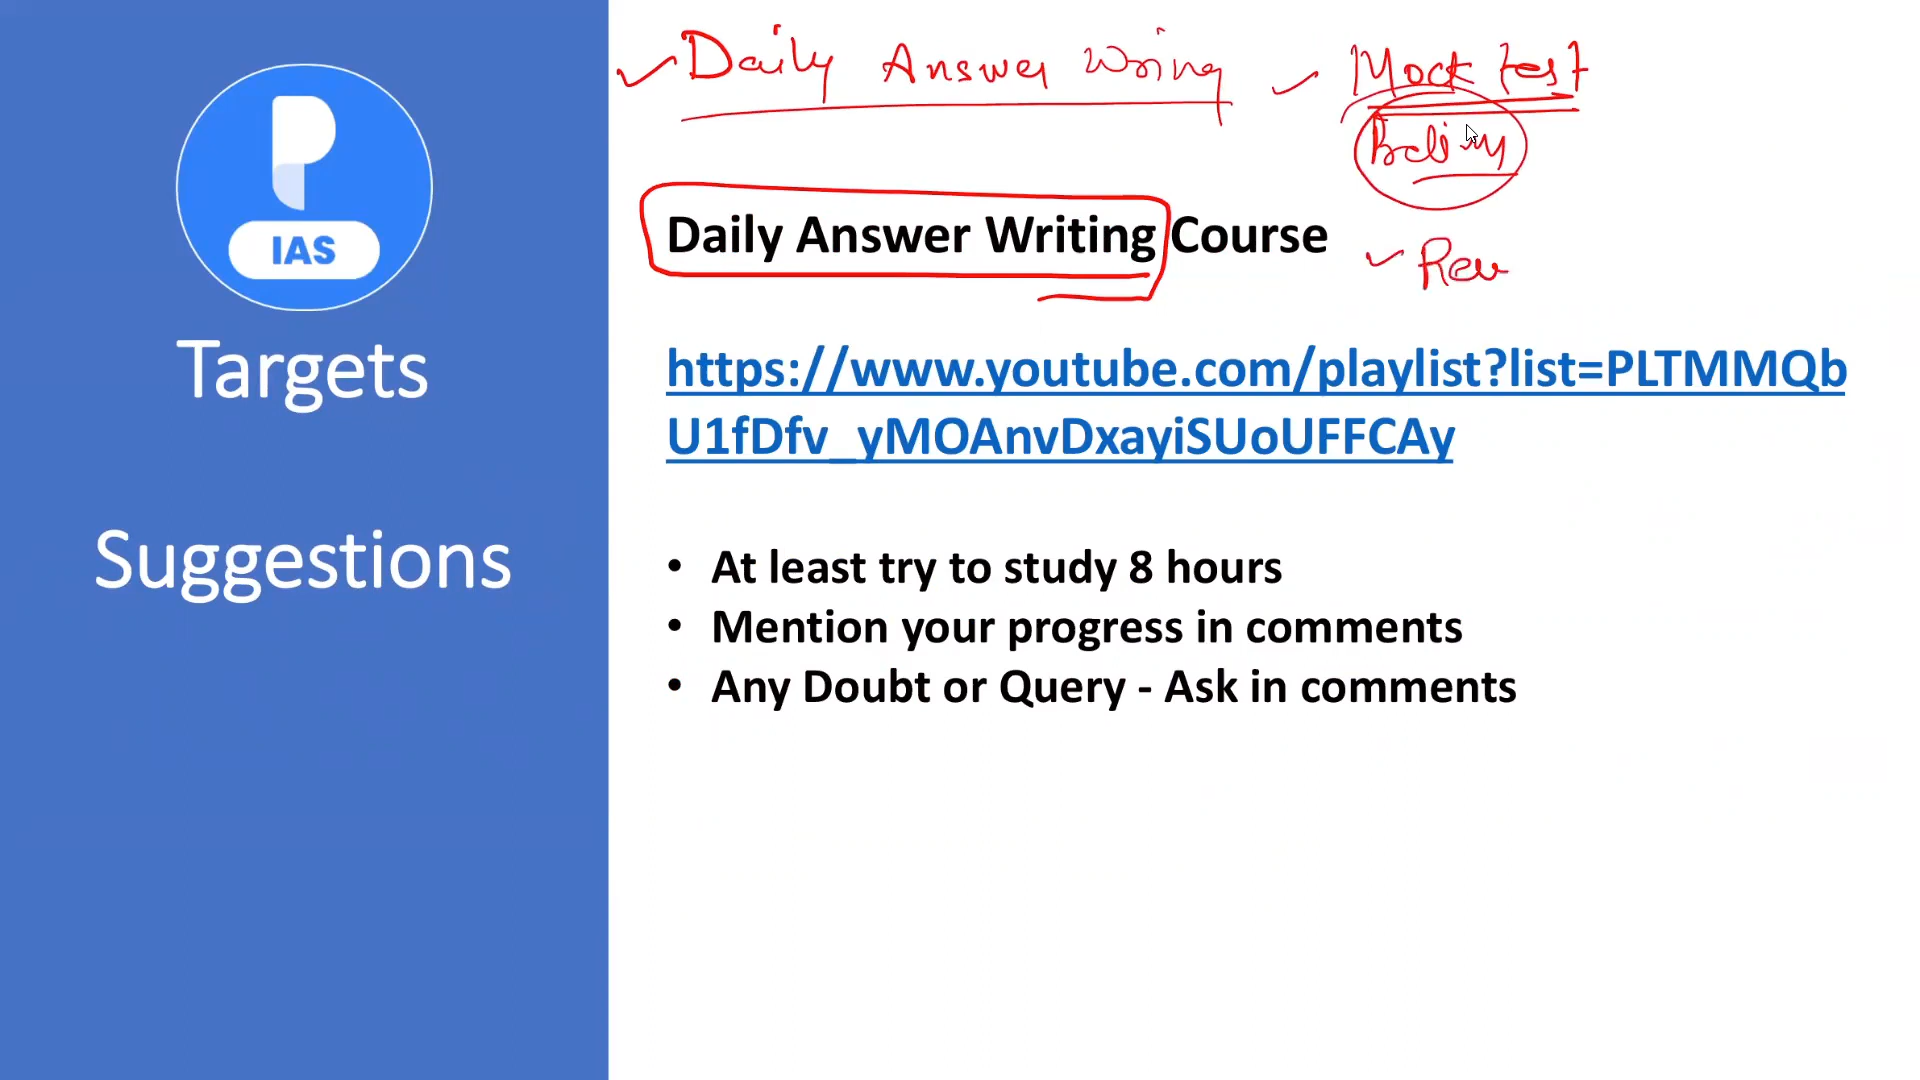 IAS
Targets
Suggestions
Daily Answer Wring
Mock test
Daily Answer Writing Course
Rev
https://www.youtube.com/playlist?list=PLTMMQb
U1fDfv_yMOAnvDxayiSUoUFFCAy
• At least try to study 8 hours
• Mention your progress in comments
• Any Doubt or Query - Ask in comments